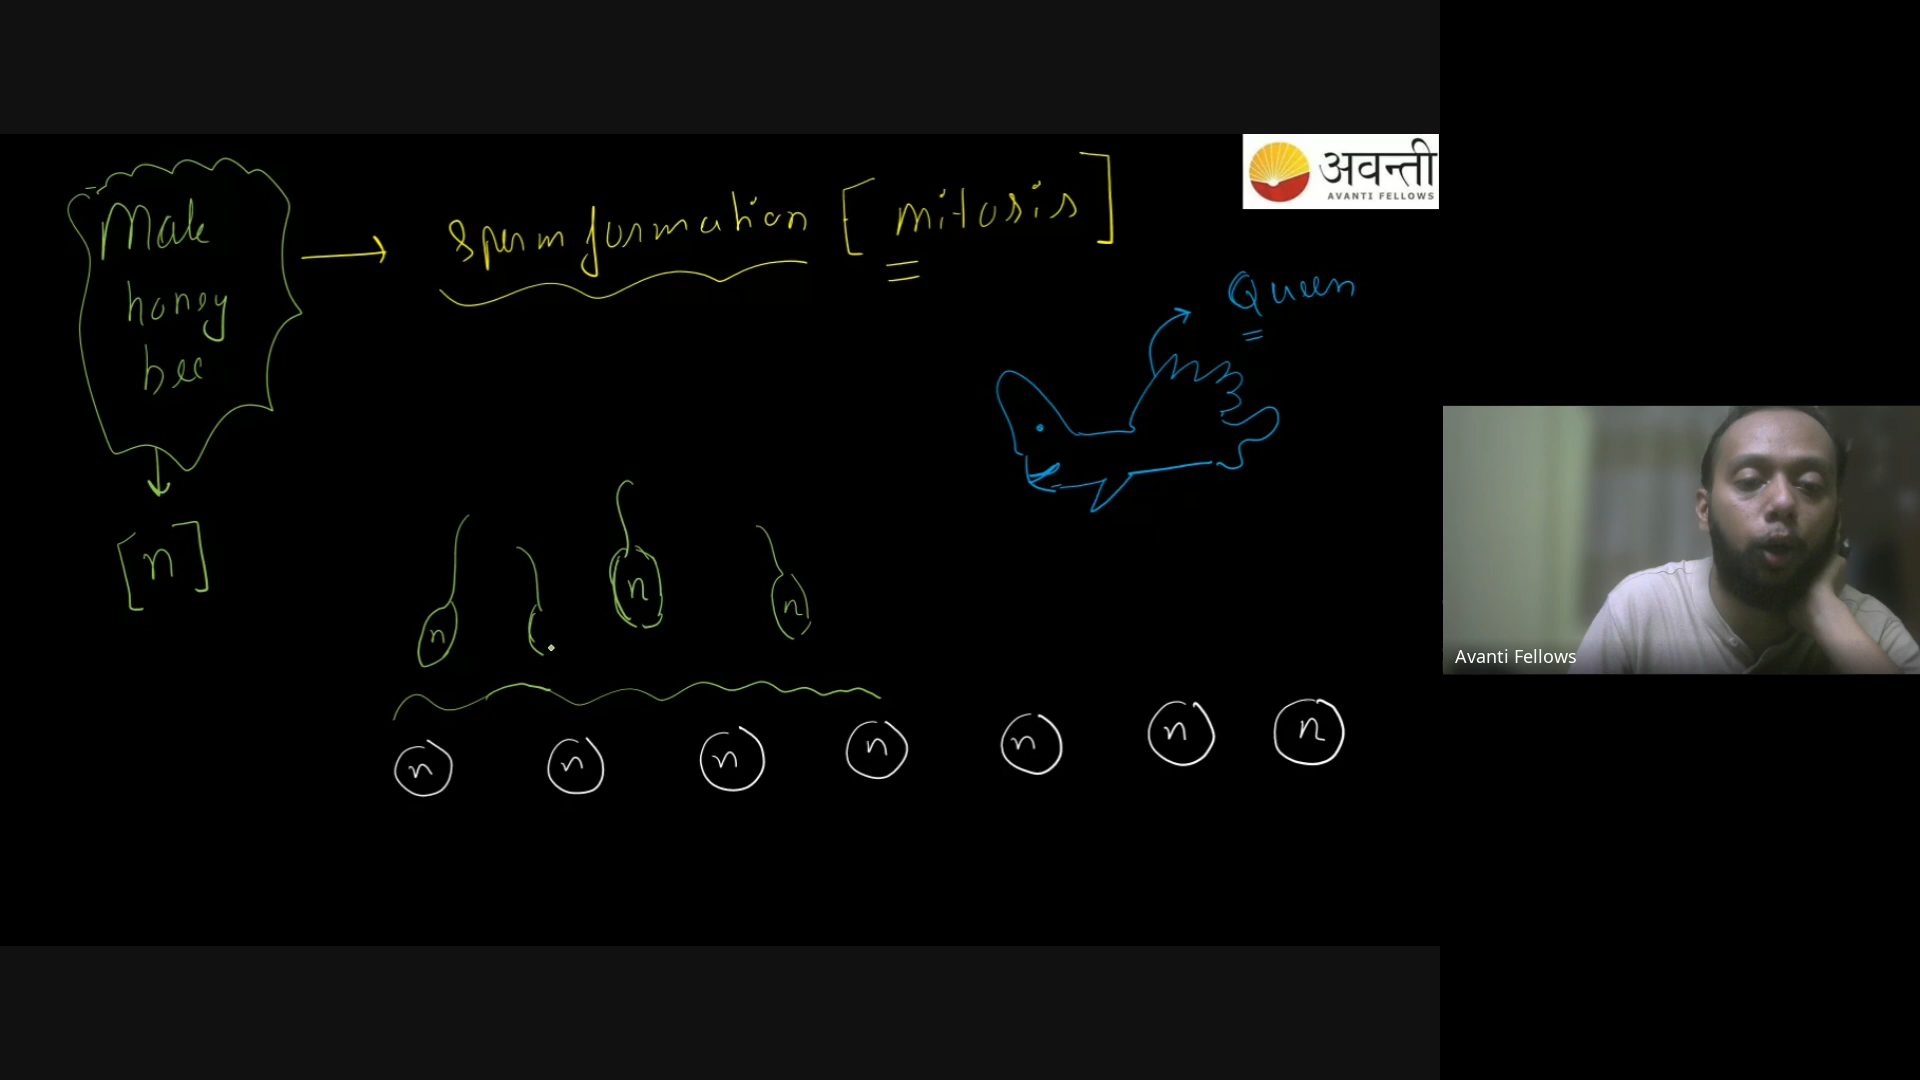 अवन्ती
AVANTI FELLOWS
Male
honey
bee
sperm formation [mitosis]
Queen
[n]
n
n
n
n
n
n
n
n
n
n
Avanti Fellows